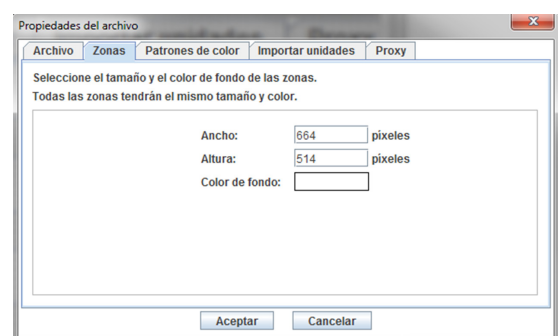 Propiedades del archivo
Archivo Zonas Patrones de color Importar unidades Proxy
Seleccione el tamaño y el color de fondo de las zonas.
Todas las zonas tendrán el mismo tamaño y color.
Ancho: 664 pixeles
Altura: 514 pixeles
Color de fondo:
Aceptar Cancelar